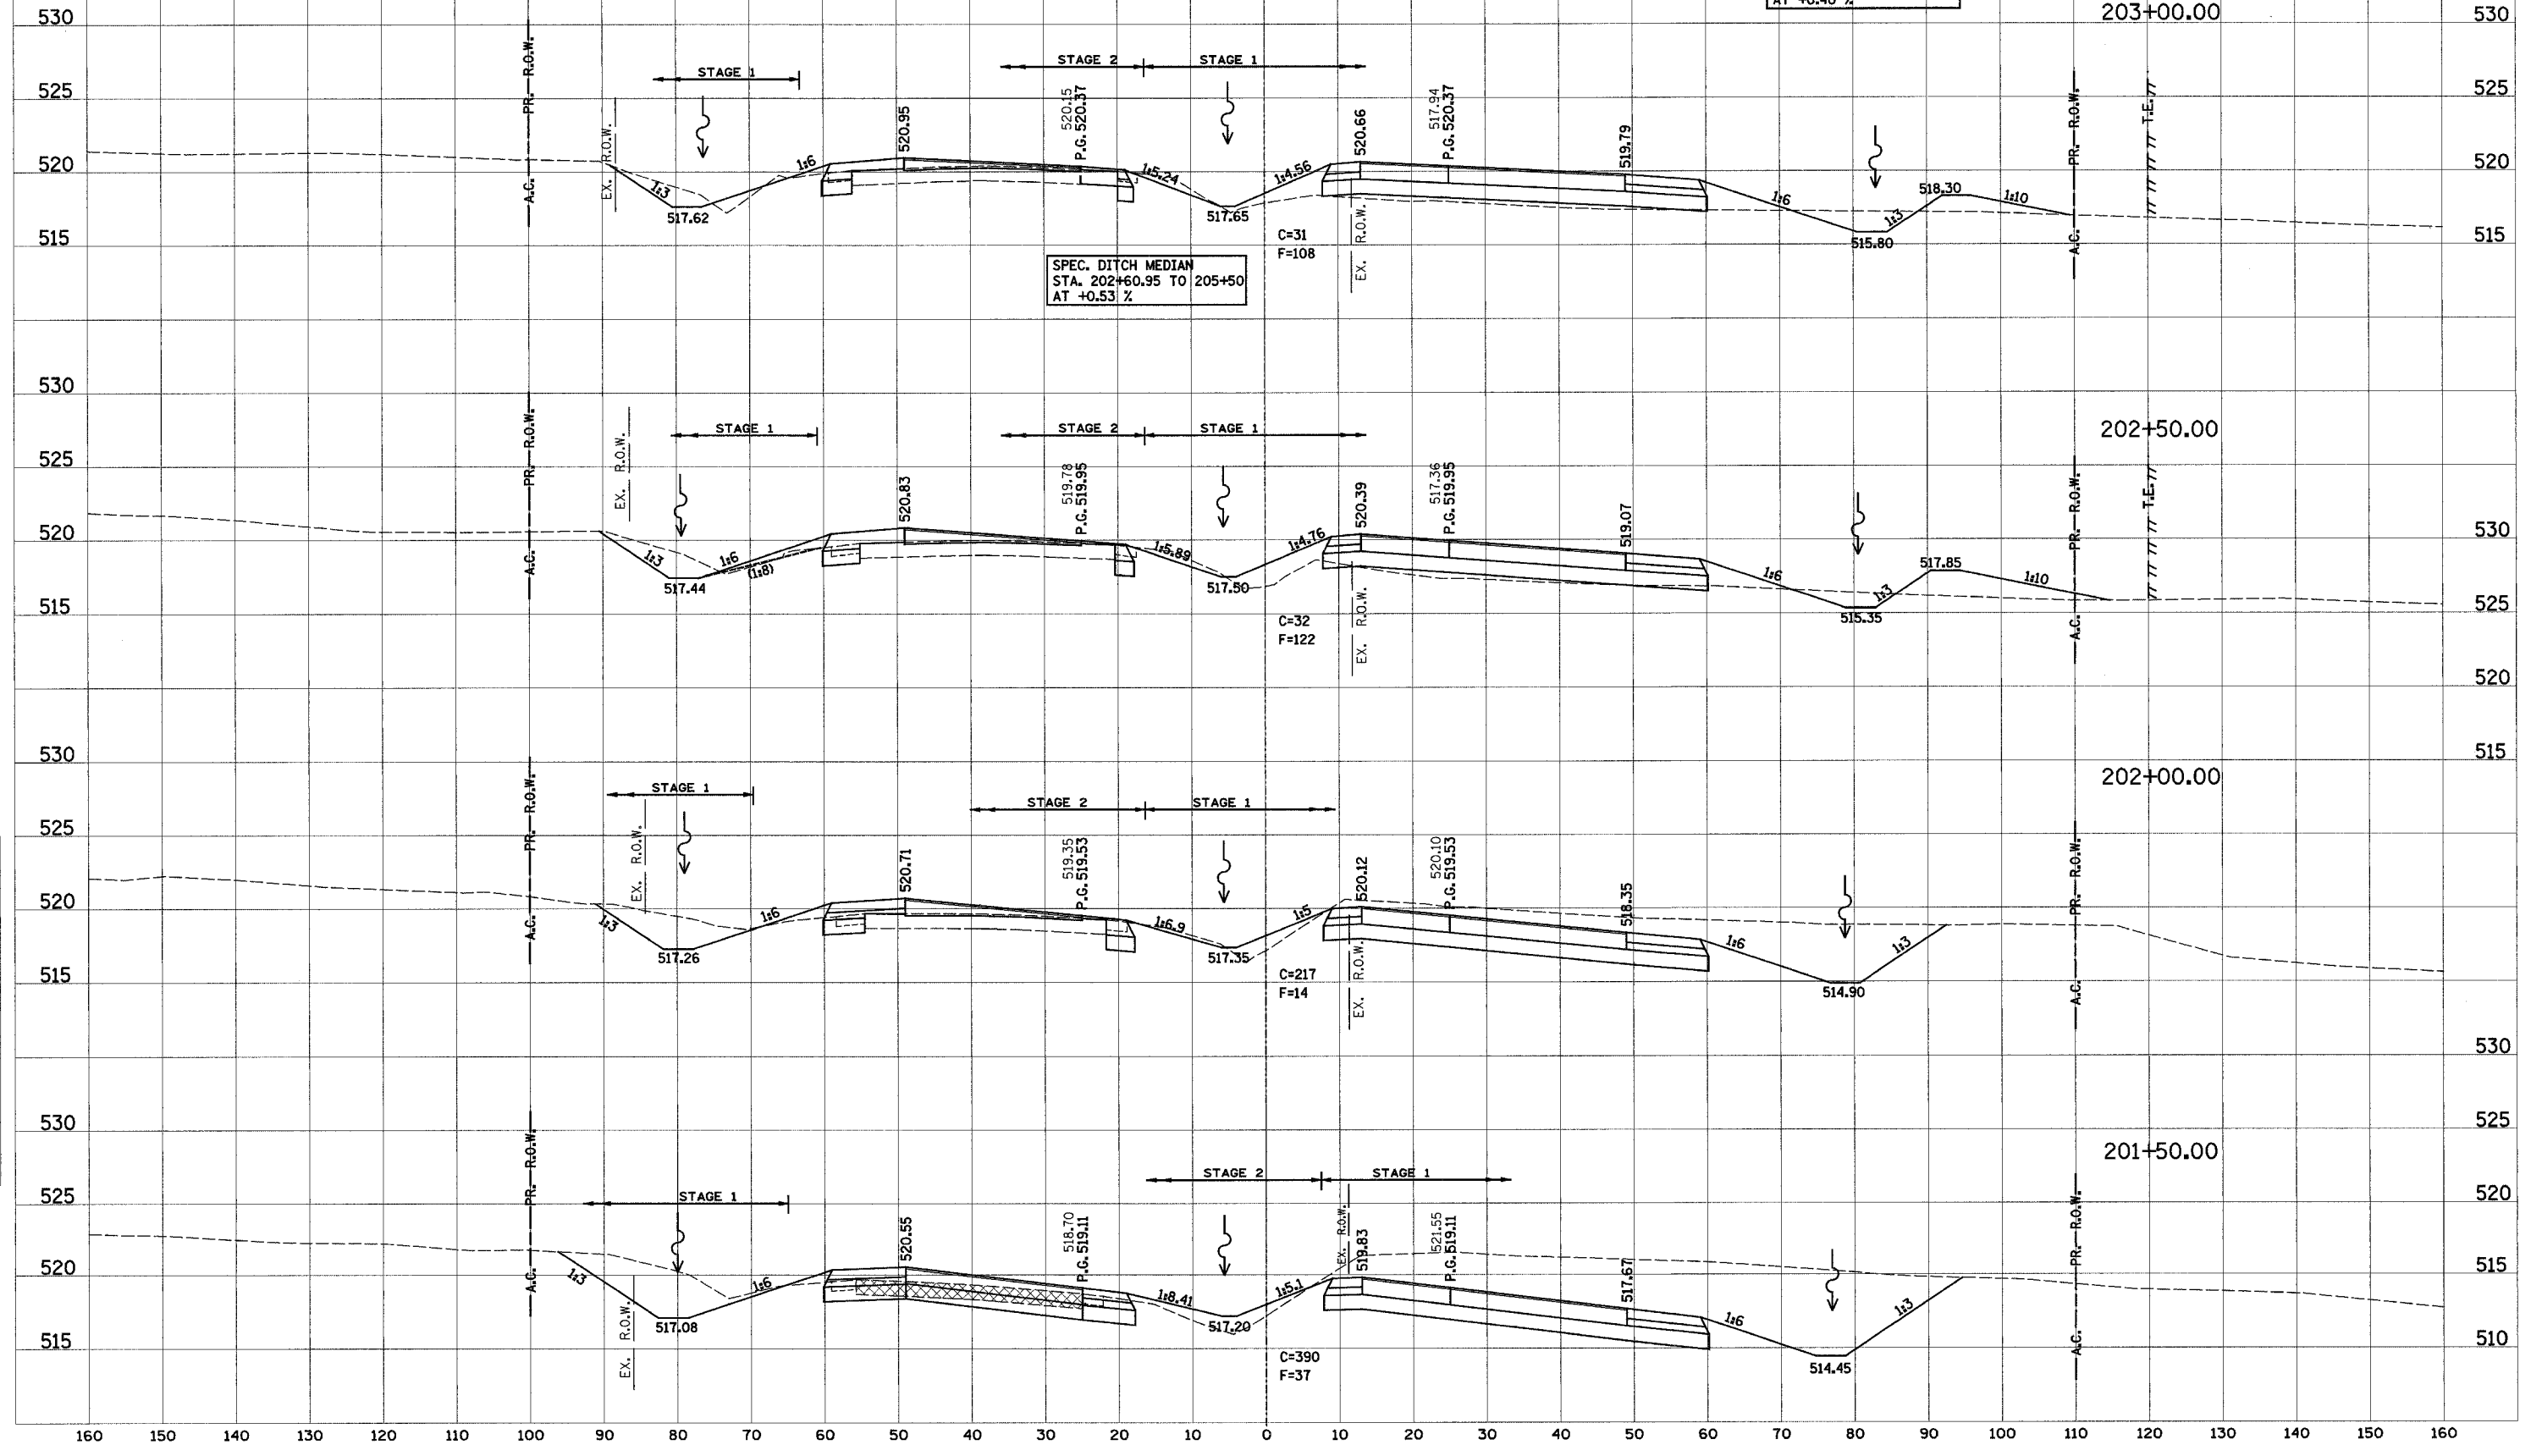 AT +0.40 %
530
203+00.00
530
A.C. PR. R.O.W.
STAGE 1
STAGE 2
STAGE 1
525
EX. R.O.W.
520.95
520.15
P.G. 520.37
520.66
517.94
P.G. 520.37
519.79
A.C. PR. R.O.W.
T.E.
525
520
1:3
1:6
1:5.24
1:4.56
1:6
518.30
1:3
1:10
520
517.62
517.65
515.80
515
C=31
F=108
EX. R.O.W.
515
SPEC. DITCH MEDIAN
STA. 202+60.95 TO 205+50
AT +0.53 %
530
A.C. PR. R.O.W.
STAGE 1
STAGE 2
STAGE 1
202+50.00
525
EX. R.O.W.
520.83
519.78
P.G. 519.95
520.39
517.36
P.G. 519.95
519.07
A.C. PR. R.O.W.
T.E.
520
1:3
1:6
(1:8)
1:5.89
1:4.76
1:6
517.85
1:3
1:10
530
517.44
517.50
515.35
515
C=32
F=122
EX. R.O.W.
525
520
530
515
A.C. PR. R.O.W.
STAGE 1
STAGE 2
STAGE 1
202+00.00
525
EX. R.O.W.
520.71
519.35
P.G. 519.53
520.12
520.10
P.G. 519.53
518.35
A.C. PR. R.O.W.
520
1:3
1:6
1:6.9
1:5
1:6
1:3
517.26
517.35
514.90
515
C=217
F=14
EX. R.O.W.
530
530
525
A.C. PR. R.O.W.
201+50.00
STAGE 1
STAGE 2
STAGE 1
525
520
520.55
518.70
P.G. 519.11
EX. R.O.W.
519.83
521.55
P.G. 519.11
517.67
A.C. PR. R.O.W.
520
1:3
1:6
1:8.41
1:5.1
1:6
1:3
515
517.08
517.20
514.45
515
EX. R.O.W.
C=390
F=37
510
160 150 140 130 120 110 100 90 80 70 60 50 40 30 20 10 0 10 20 30 40 50 60 70 80 90 100 110 120 130 140 150 160